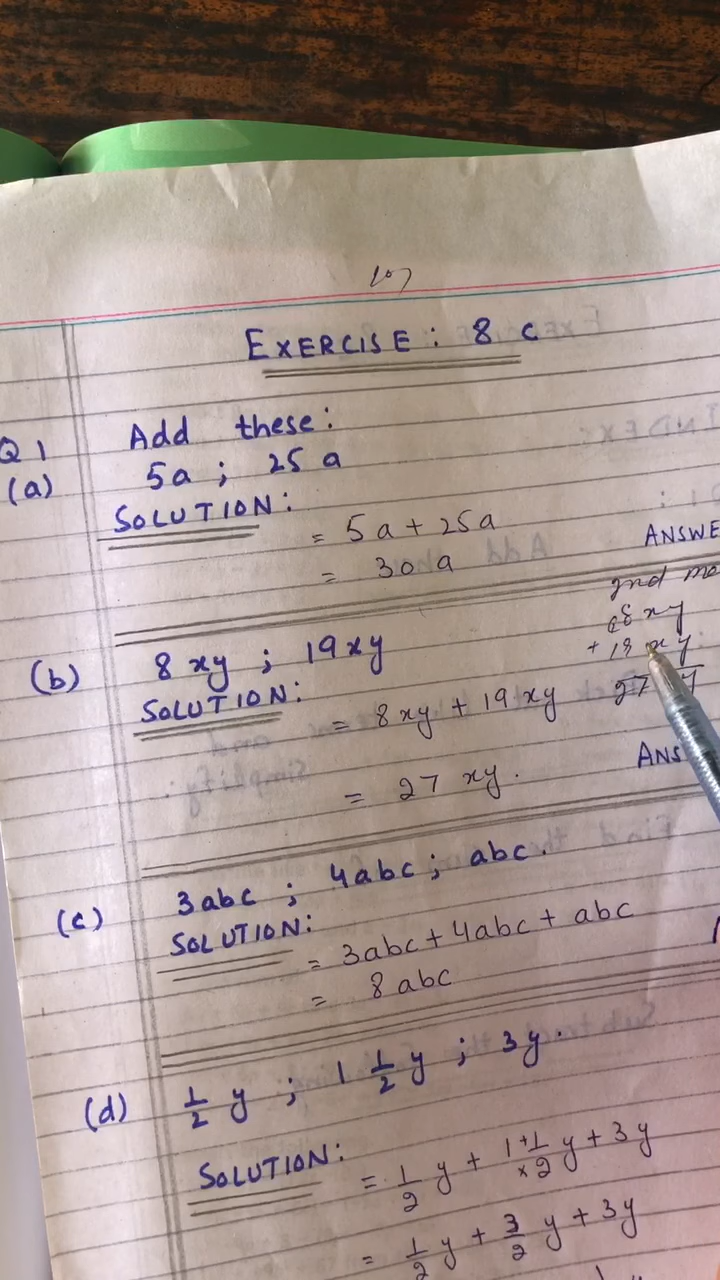 107
EXERCISE: 8 c
Q1 Add these:
(a) 5a ; 25 a
SOLUTION:
= 5a + 25a
= 30 a ANSWE
2nd me
(b) 8 xy ; 19 xy
8 xy
+ 19 xy
27 y
SOLUTION:
= 8 xy + 19 xy
= 27 xy. ANS
(c) 3abc ; 4abc ; abc.
SOLUTION:
= 3abc + 4abc + abc
= 8 abc
(d) 1/2 y ; 1 1/2 y ; 3y.
SOLUTION:
= 1/2 y + 1+1/×2 y + 3y
= 1/2 y + 3/2 y + 3y